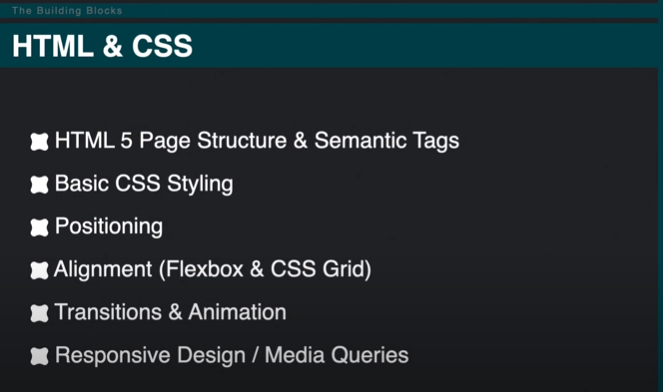 The Building Blocks
HTML & CSS
HTML 5 Page Structure & Semantic Tags
Basic CSS Styling
Positioning
Alignment (Flexbox & CSS Grid)
Transitions & Animation
Responsive Design / Media Queries